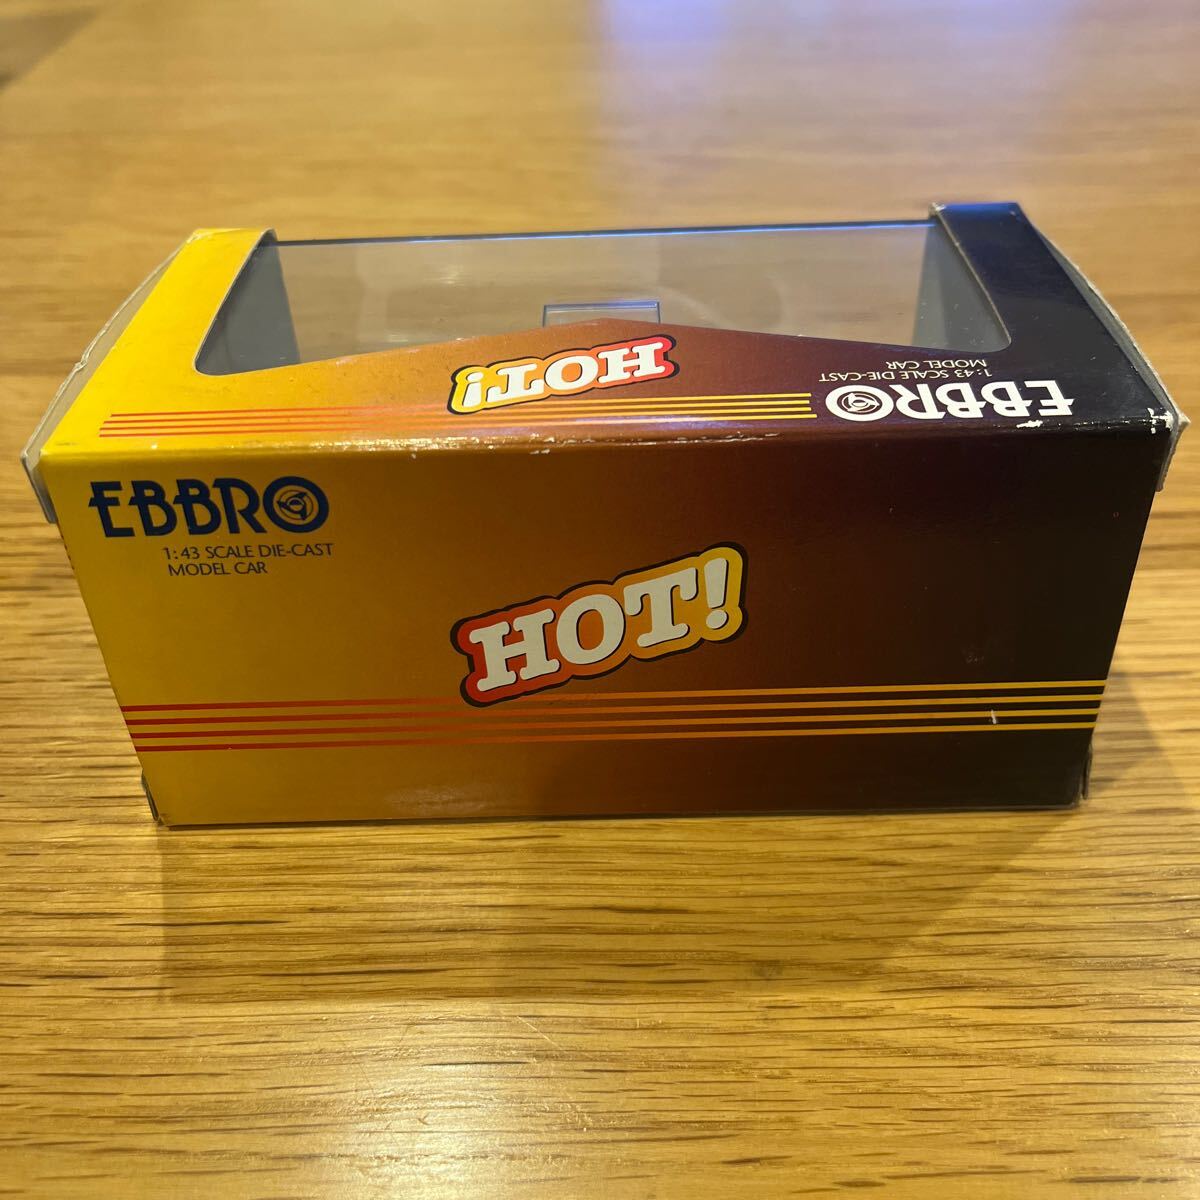 HOT!
1:43 SCALE DIE-CAST
MODEL CAR
EBBRO
EBBRO
1:43 SCALE DIE-CAST
MODEL CAR
HOT!